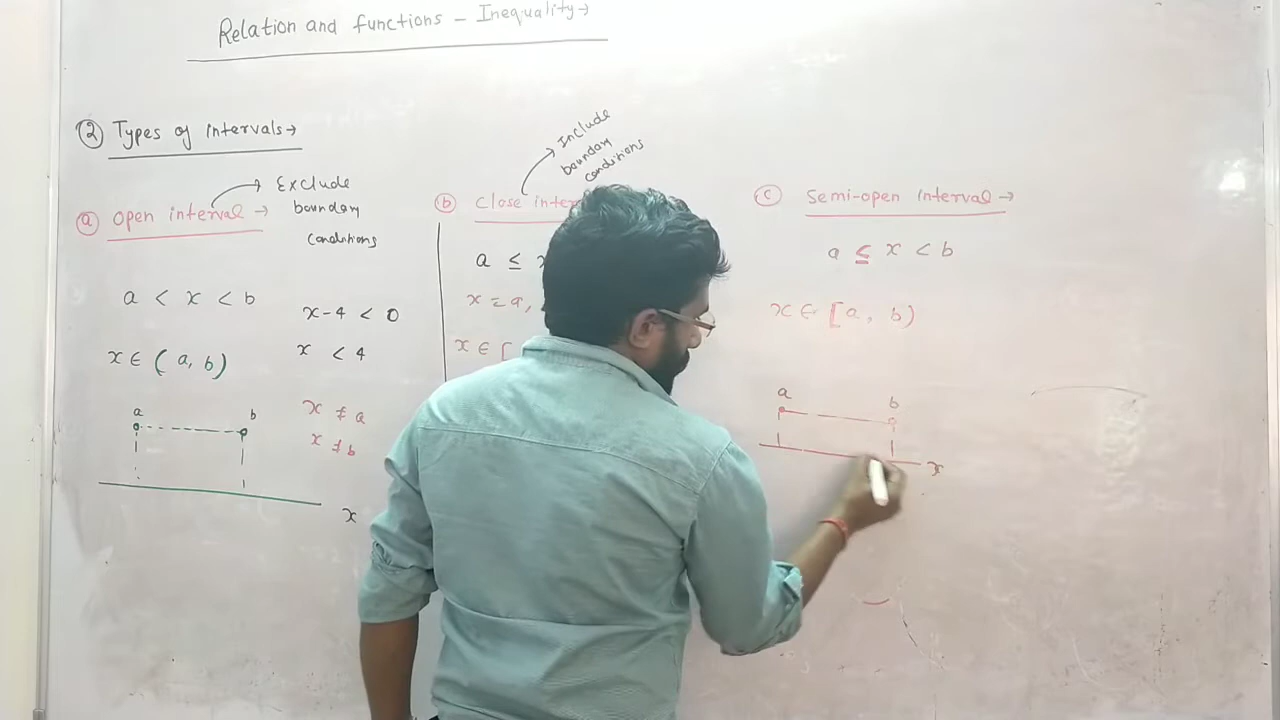 Relation and functions - Inequality →
② Types of intervals →
ⓐ open interval → Exclude
boundary
conditions
a < x < b
x ∈ (a, b)
x-4 < 0
x < 4
x ≠ a
x ≠ b
a b
x
ⓑ Close
Include
boundary
conditions
a ≤
x = a,
x ∈ [
ⓒ Semi-open Interval →
a ≤ x < b
x ∈ [a, b)
a b
x